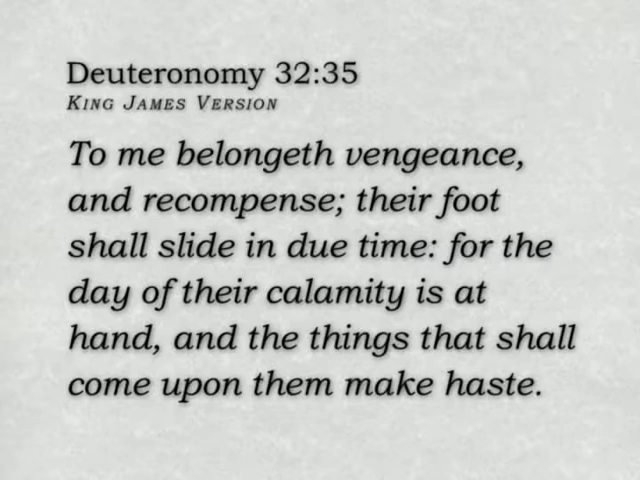 Deuteronomy 32:35
King James Version
To me belongeth vengeance,
and recompense; their foot
shall slide in due time: for the
day of their calamity is at
hand, and the things that shall
come upon them make haste.